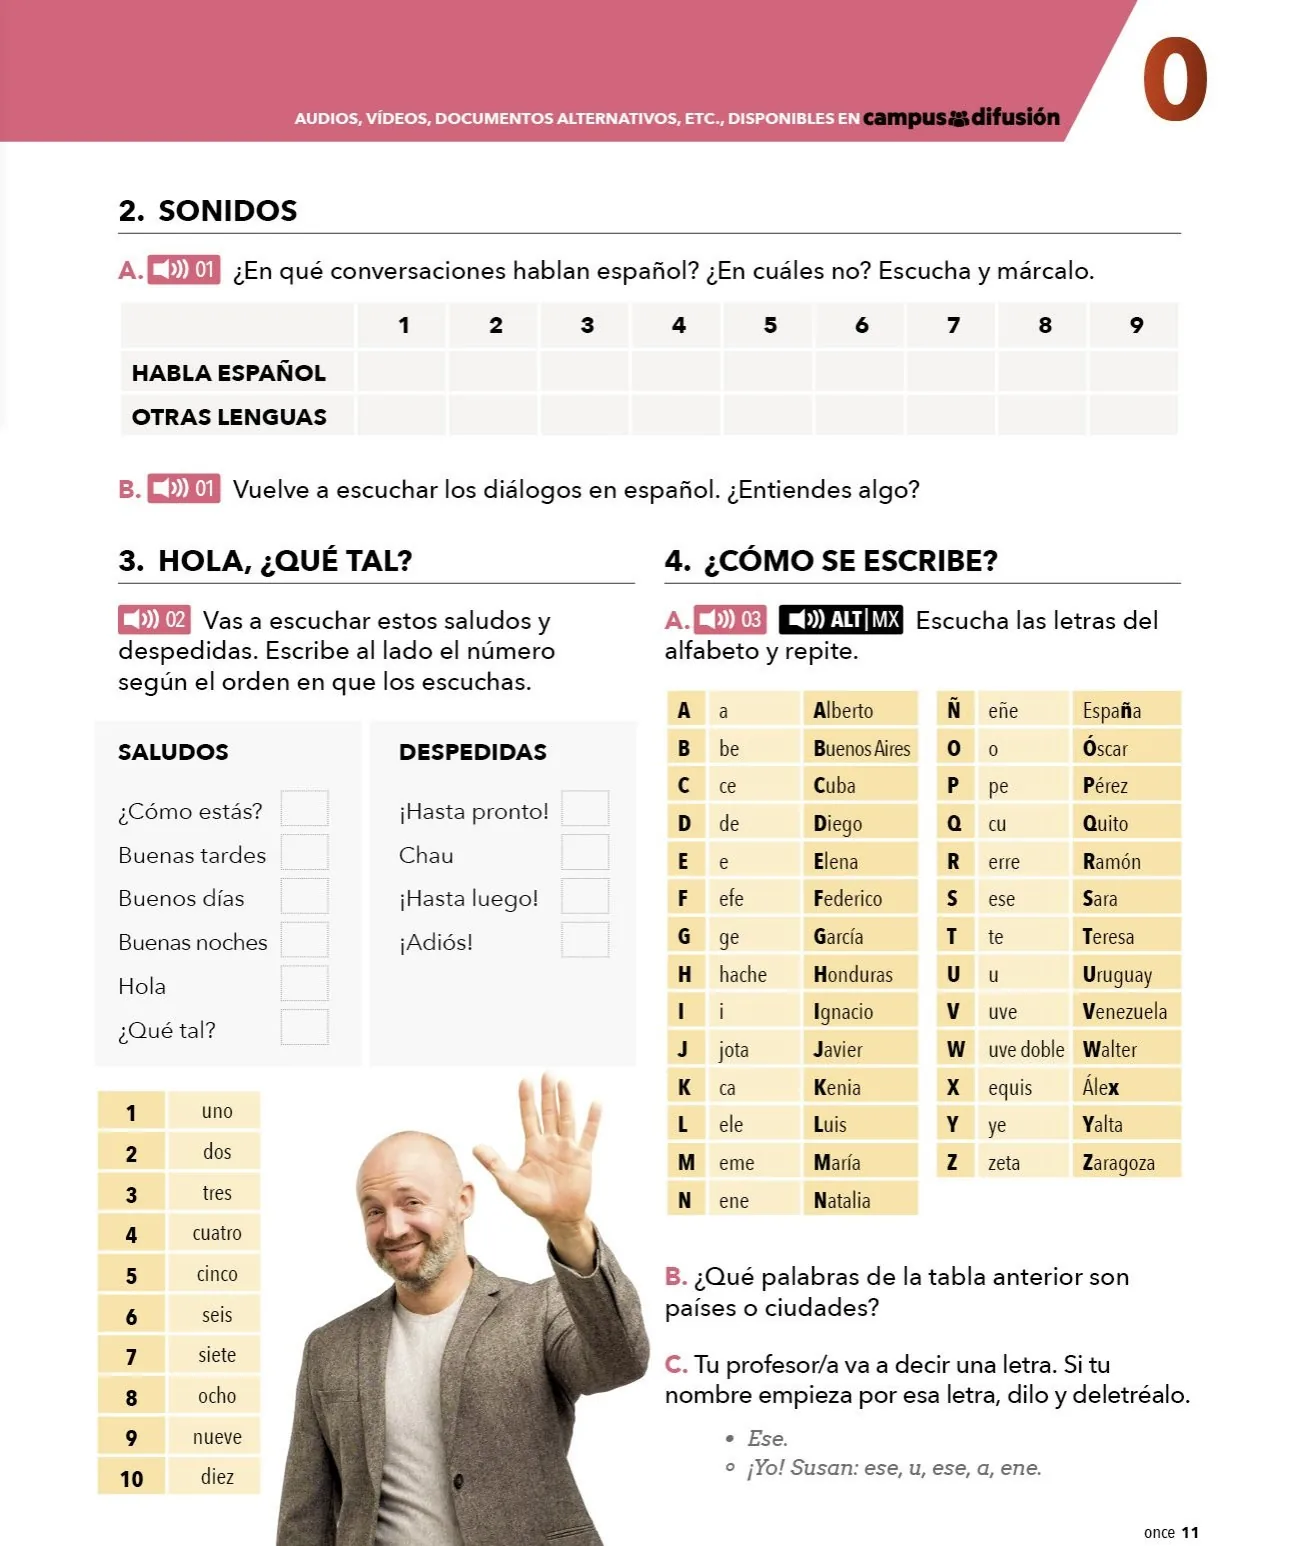 0
AUDIOS, VÍDEOS, DOCUMENTOS ALTERNATIVOS, ETC., DISPONIBLES EN campus difusión
2. SONIDOS
A. 01 ¿En qué conversaciones hablan español? ¿En cuáles no? Escucha y márcalo.
1 2 3 4 5 6 7 8 9
HABLA ESPAÑOL
OTRAS LENGUAS
B. 01 Vuelve a escuchar los diálogos en español. ¿Entiendes algo?
3. HOLA, ¿QUÉ TAL?
02 Vas a escuchar estos saludos y
despedidas. Escribe al lado el número
según el orden en que los escuchas.
SALUDOS
¿Cómo estás?
Buenas tardes
Buenos días
Buenas noches
Hola
¿Qué tal?
DESPEDIDAS
¡Hasta pronto!
Chau
¡Hasta luego!
¡Adiós!
1 uno
2 dos
3 tres
4 cuatro
5 cinco
6 seis
7 siete
8 ocho
9 nueve
10 diez
4. ¿CÓMO SE ESCRIBE?
A. 03 ALT|MX Escucha las letras del
alfabeto y repite.
A a Alberto
B be Buenos Aires
C ce Cuba
D de Diego
E e Elena
F efe Federico
G ge García
H hache Honduras
I i Ignacio
J jota Javier
K ca Kenia
L ele Luis
M eme María
N ene Natalia
Ñ eñe España
O o Óscar
P pe Pérez
Q cu Quito
R erre Ramón
S ese Sara
T te Teresa
U u Uruguay
V uve Venezuela
W uve doble Walter
X equis Álex
Y ye Yalta
Z zeta Zaragoza
B. ¿Qué palabras de la tabla anterior son
países o ciudades?
C. Tu profesor/a va a decir una letra. Si tu
nombre empieza por esa letra, dilo y deletréalo.
• Ese.
○ ¡Yo! Susan: ese, u, ese, a, ene.
once 11